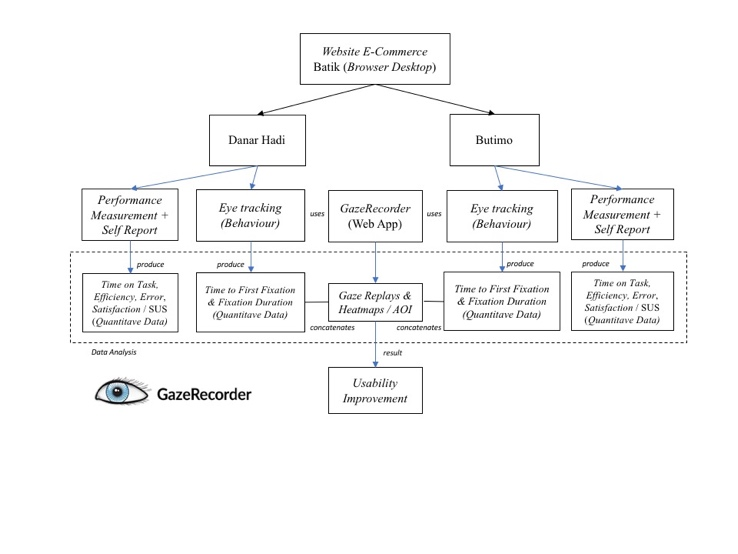 Website E-Commerce
Batik (Browser Desktop)
Danar Hadi
Butimo
Performance
Measurement +
Self Report
Eye tracking
(Behaviour)
uses
GazeRecorder
(Web App)
uses
Eye tracking
(Behaviour)
Performance
Measurement +
Self Report
produce
produce
produce
produce
Time on Task,
Efficiency, Error,
Satisfaction / SUS
(Quantitave Data)
Time to First Fixation
& Fixation Duration
(Quantitave Data)
Gaze Replays &
Heatmaps / AOI
Time to First Fixation
& Fixation Duration
(Quantitave Data)
Time on Task,
Efficiency, Error,
Satisfaction / SUS
(Quantitave Data)
concatenates
concatenates
Data Analysis
result
Usability
Improvement
GazeRecorder